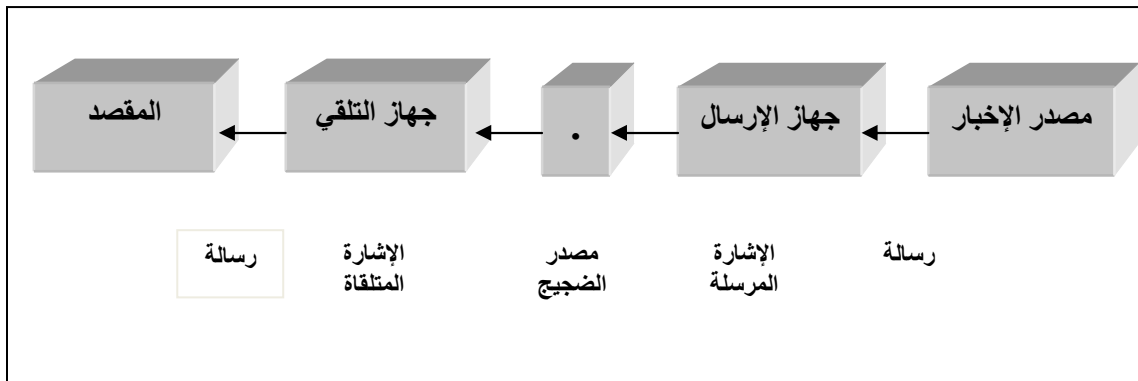 مصدر الإخبار
جهاز الإرسال
.
جهاز التلقي
المقصد
رسالة
الإشارة
المرسلة
مصدر
الضجيج
الإشارة
المتلقاة
رسالة